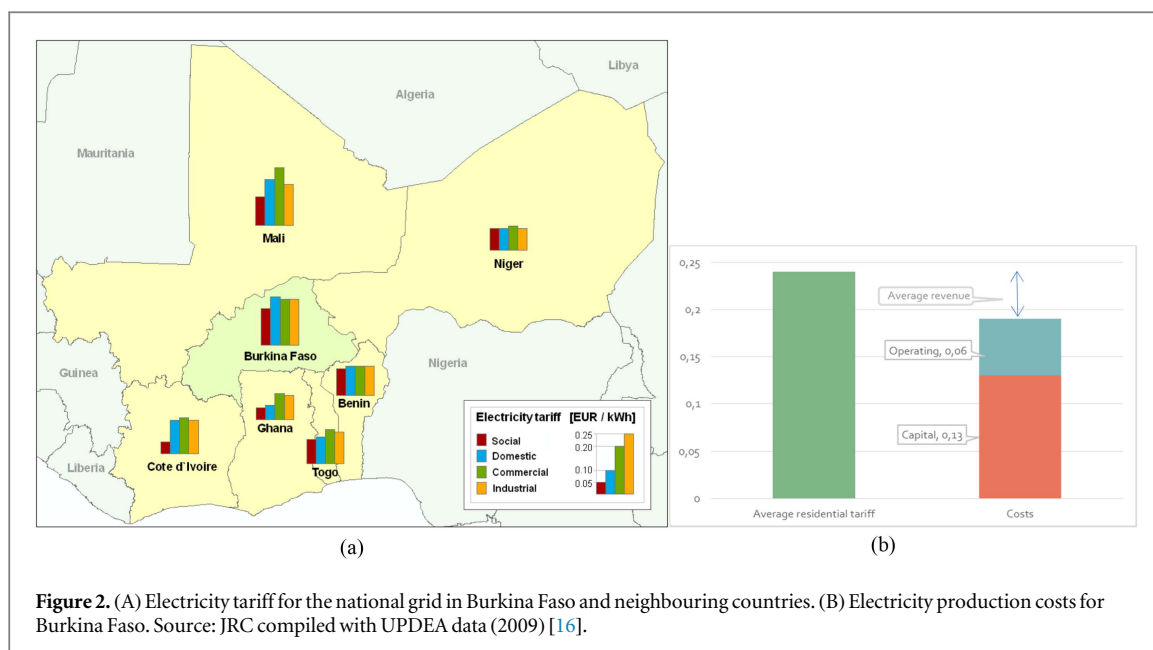 Libya
Algeria
Mauritania
Mali
Niger
Burkina Faso
Guinea
Nigeria
Benin
Ghana
Cote d`Ivoire
Togo
Liberia
Electricity tariff [EUR / kWh]
Social
Domestic
Commercial
Industrial
0.25
0.20
0.10
0.05
(a)
0,25
0,2
0,15
0,1
0,05
0
Average revenue
Operating, 0,06
Capital, 0,13
Average residential tariff
Costs
(b)
Figure 2. (A) Electricity tariff for the national grid in Burkina Faso and neighbouring countries. (B) Electricity production costs for
Burkina Faso. Source: JRC compiled with UPDEA data (2009) [16].